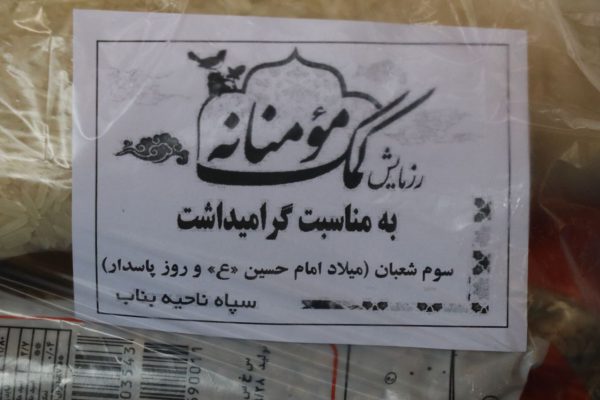 رزمایش کمک مؤمنانه
به مناسبت گرامیداشت
سوم شعبان (میلاد امام حسین «ع» و روز پاسدار)
سپاه ناحیه بناب